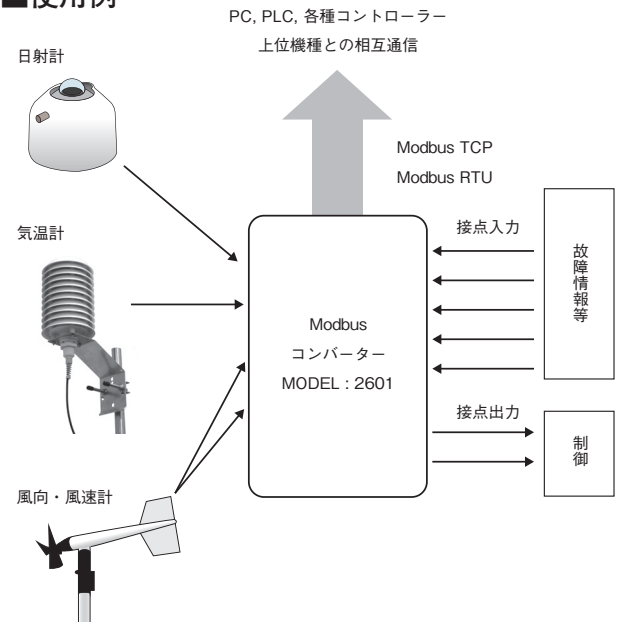 ■使用例
PC, PLC, 各種コントローラー
上位機種との相互通信
日射計
Modbus TCP
Modbus RTU
気温計
接点入力
故障情報等
Modbus
コンバーター
MODEL : 2601
接点出力
制御
風向・風速計